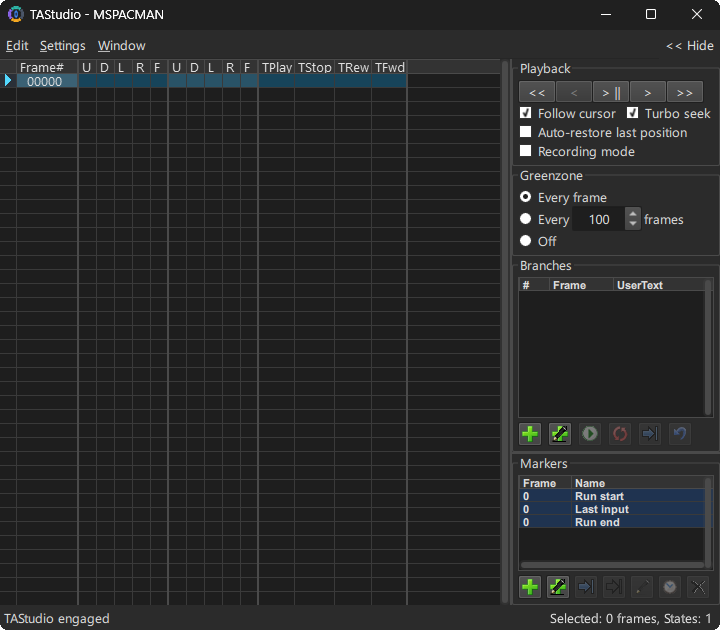 TAStudio - MSPACMAN
Edit Settings Window << Hide
Frame# U D L R F U D L R F TPlay TStop TRew TFwd
00000
Playback
<< < > || > >>
Follow cursor Turbo seek
Auto-restore last position
Recording mode
Greenzone
Every frame
Every 100 frames
Off
Branches
# Frame UserText
Markers
Frame Name
0 Run start
0 Last input
0 Run end
TAStudio engaged Selected: 0 frames, States: 1